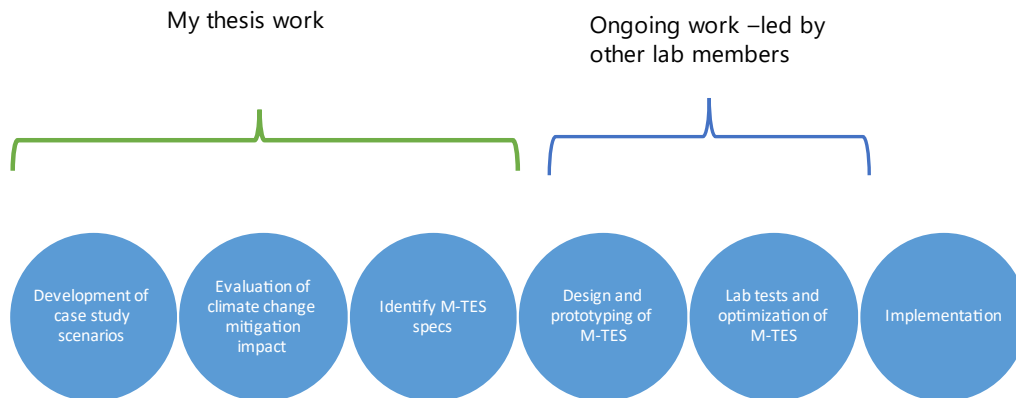 My thesis work
Ongoing work –led by
other lab members
Development of
case study
scenarios
Evaluation of
climate change
mitigation
impact
Identify M-TES
specs
Design and
prototyping of
M-TES
Lab tests and
optimization of
M-TES
Implementation